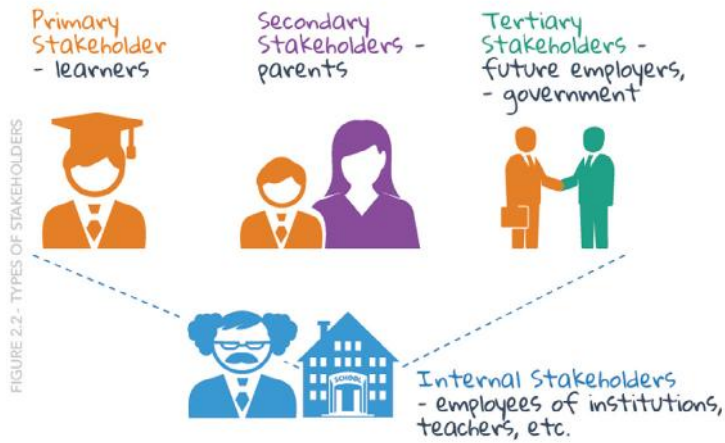 Primary
Stakeholder
- learners
Secondary
Stakeholders -
parents
Tertiary
Stakeholders -
future employers,
- government
FIGURE 2.2 - TYPES OF STAKEHOLDERS
SCHOOL
Internal Stakeholders
- employees of institutions,
teachers, etc.